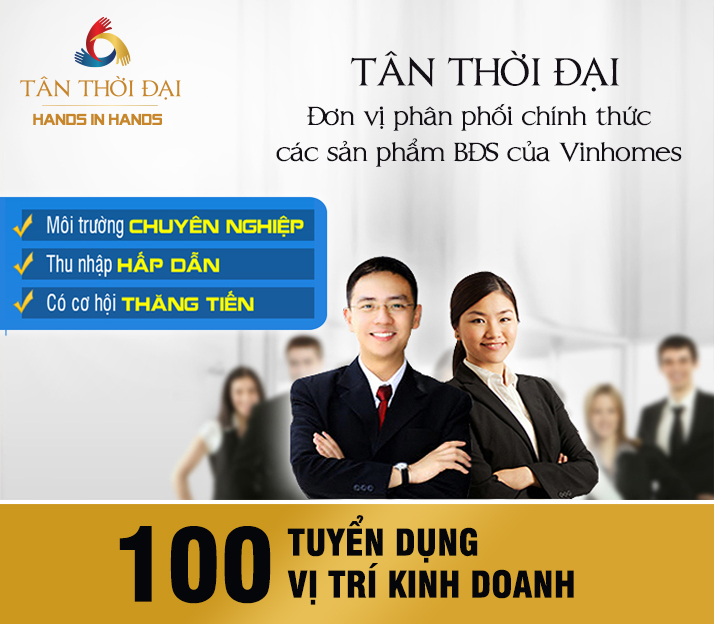 TÂN THỜI ĐẠI
HANDS IN HANDS
TÂN THỜI ĐẠI
Đơn vị phân phối chính thức
các sản phẩm BĐS của Vinhomes
Môi trường CHUYÊN NGHIỆP
Thu nhập HẤP DẪN
Có cơ hội THĂNG TIẾN
100 TUYỂN DỤNG
VỊ TRÍ KINH DOANH